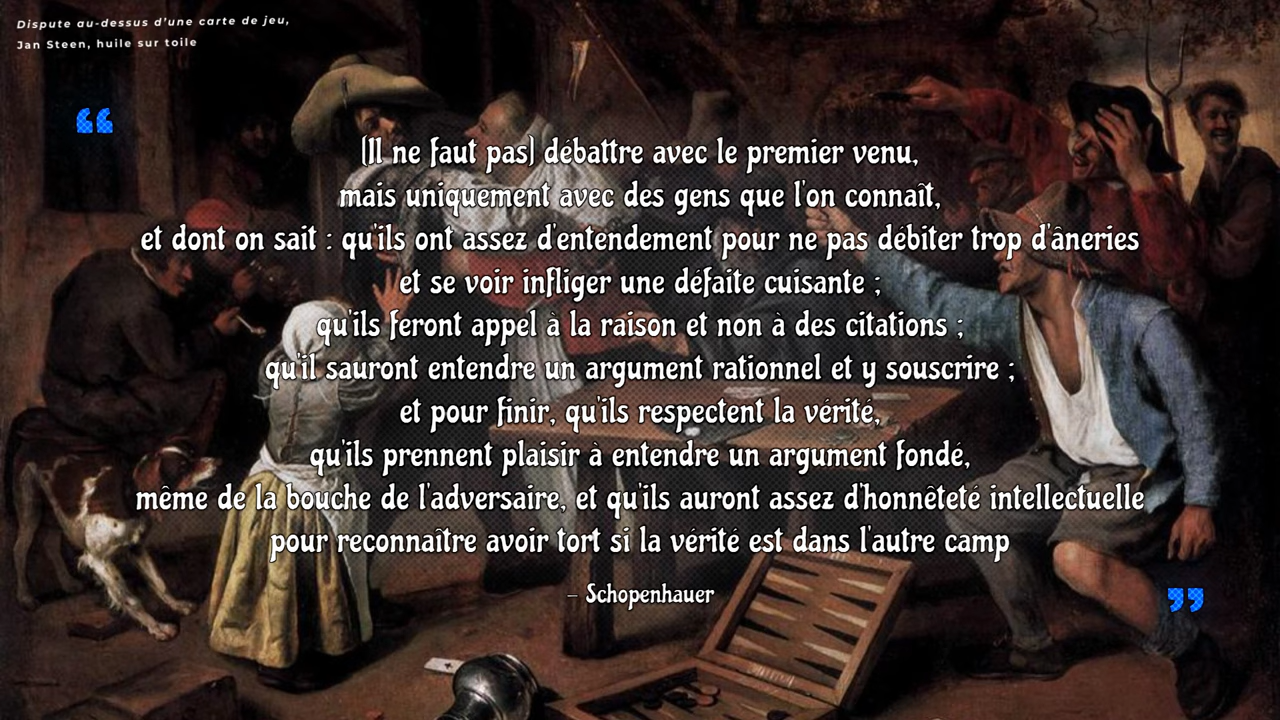 Dispute au-dessus d'une carte de jeu,
Jan Steen, huile sur toile
“
(Il ne faut pas) débattre avec le premier venu,
mais uniquement avec des gens que l'on connaît,
et dont on sait : qu'ils ont assez d'entendement pour ne pas débiter trop d'âneries
et se voir infliger une défaite cuisante ;
qu'ils feront appel à la raison et non à des citations ;
qu'il sauront entendre un argument rationnel et y souscrire ;
et pour finir, qu'ils respectent la vérité,
qu'ils prennent plaisir à entendre un argument fondé,
même de la bouche de l'adversaire, et qu'ils auront assez d'honnêteté intellectuelle
pour reconnaître avoir tort si la vérité est dans l'autre camp
– Schopenhauer
”